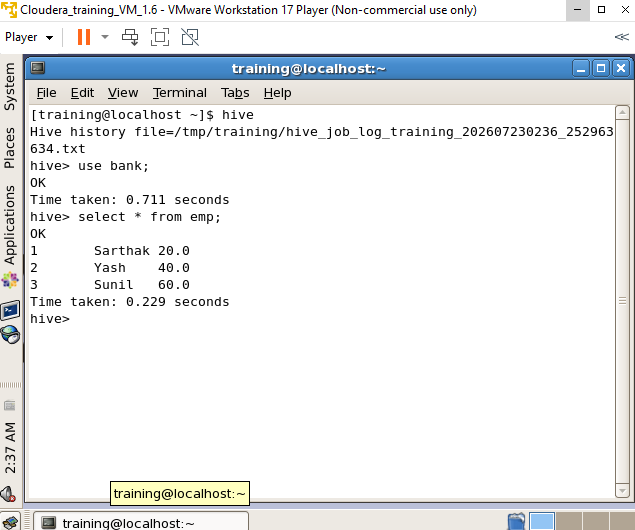 Cloudera_training_VM_1.6 - VMware Workstation 17 Player (Non-commercial use only)
Player
System
Places
Applications
2:37 AM
training@localhost:~
File Edit View Terminal Tabs Help
[training@localhost ~]$ hive
Hive history file=/tmp/training/hive_job_log_training_202607230236_252963
634.txt
hive> use bank;
OK
Time taken: 0.711 seconds
hive> select * from emp;
OK
1 Sarthak 20.0
2 Yash 40.0
3 Sunil 60.0
Time taken: 0.229 seconds
hive>
training@localhost:~
training@localhost:~